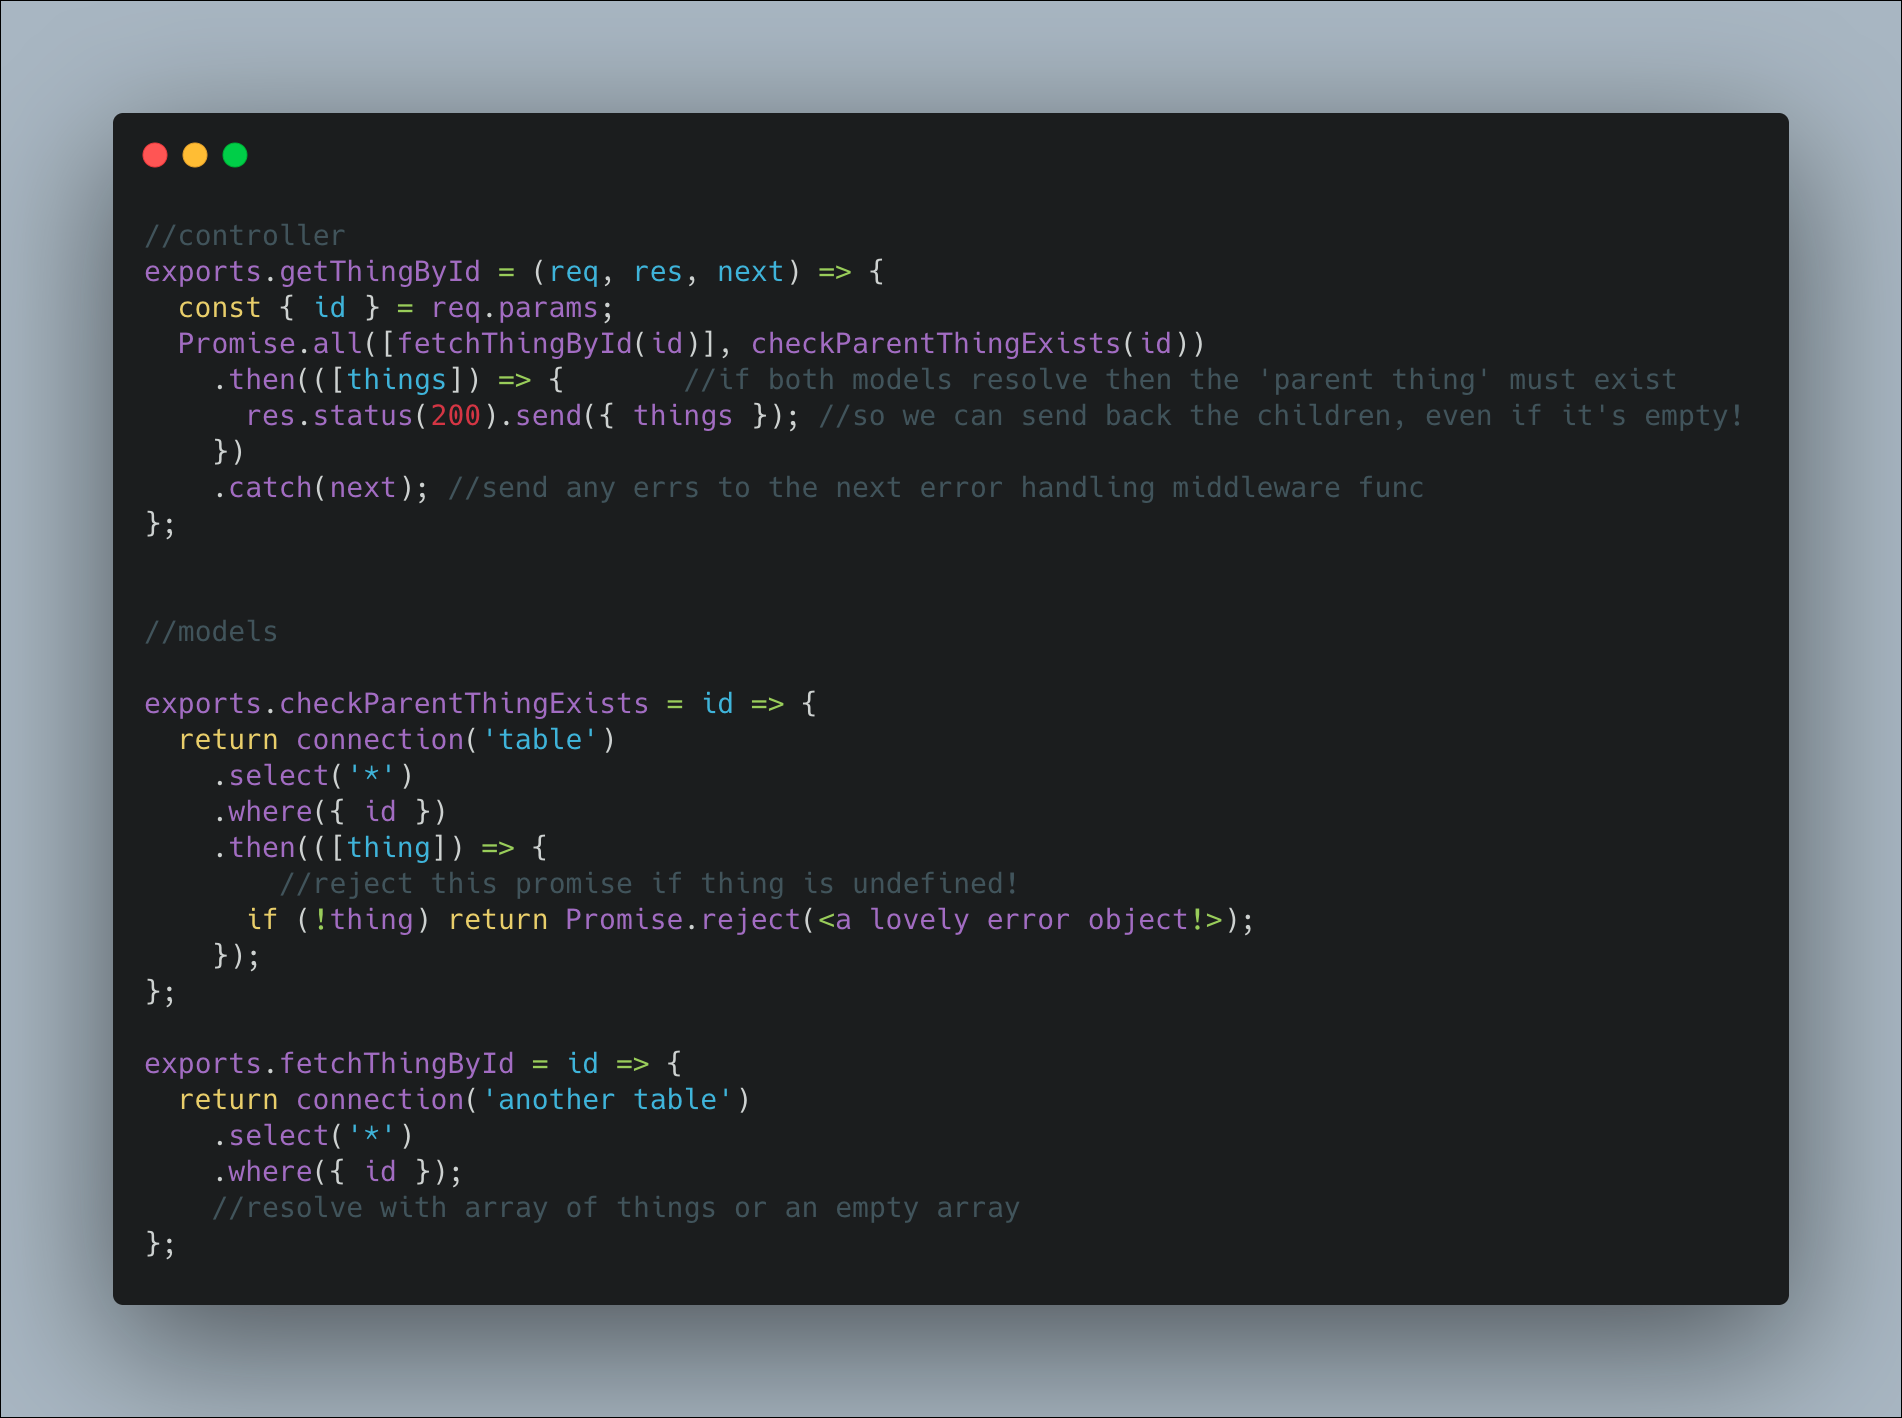 //controller
exports.getThingById = (req, res, next) => {
  const { id } = req.params;
  Promise.all([fetchThingById(id)], checkParentThingExists(id))
    .then(([things]) => {       //if both models resolve then the 'parent thing' must exist
      res.status(200).send({ things }); //so we can send back the children, even if it's empty!
    })
    .catch(next); //send any errs to the next error handling middleware func
};
//models
exports.checkParentThingExists = id => {
  return connection('table')
    .select('*')
    .where({ id })
    .then(([thing]) => {
        //reject this promise if thing is undefined!
      if (!thing) return Promise.reject(<a lovely error object!>);
    });
};
exports.fetchThingById = id => {
  return connection('another table')
    .select('*')
    .where({ id });
    //resolve with array of things or an empty array
};